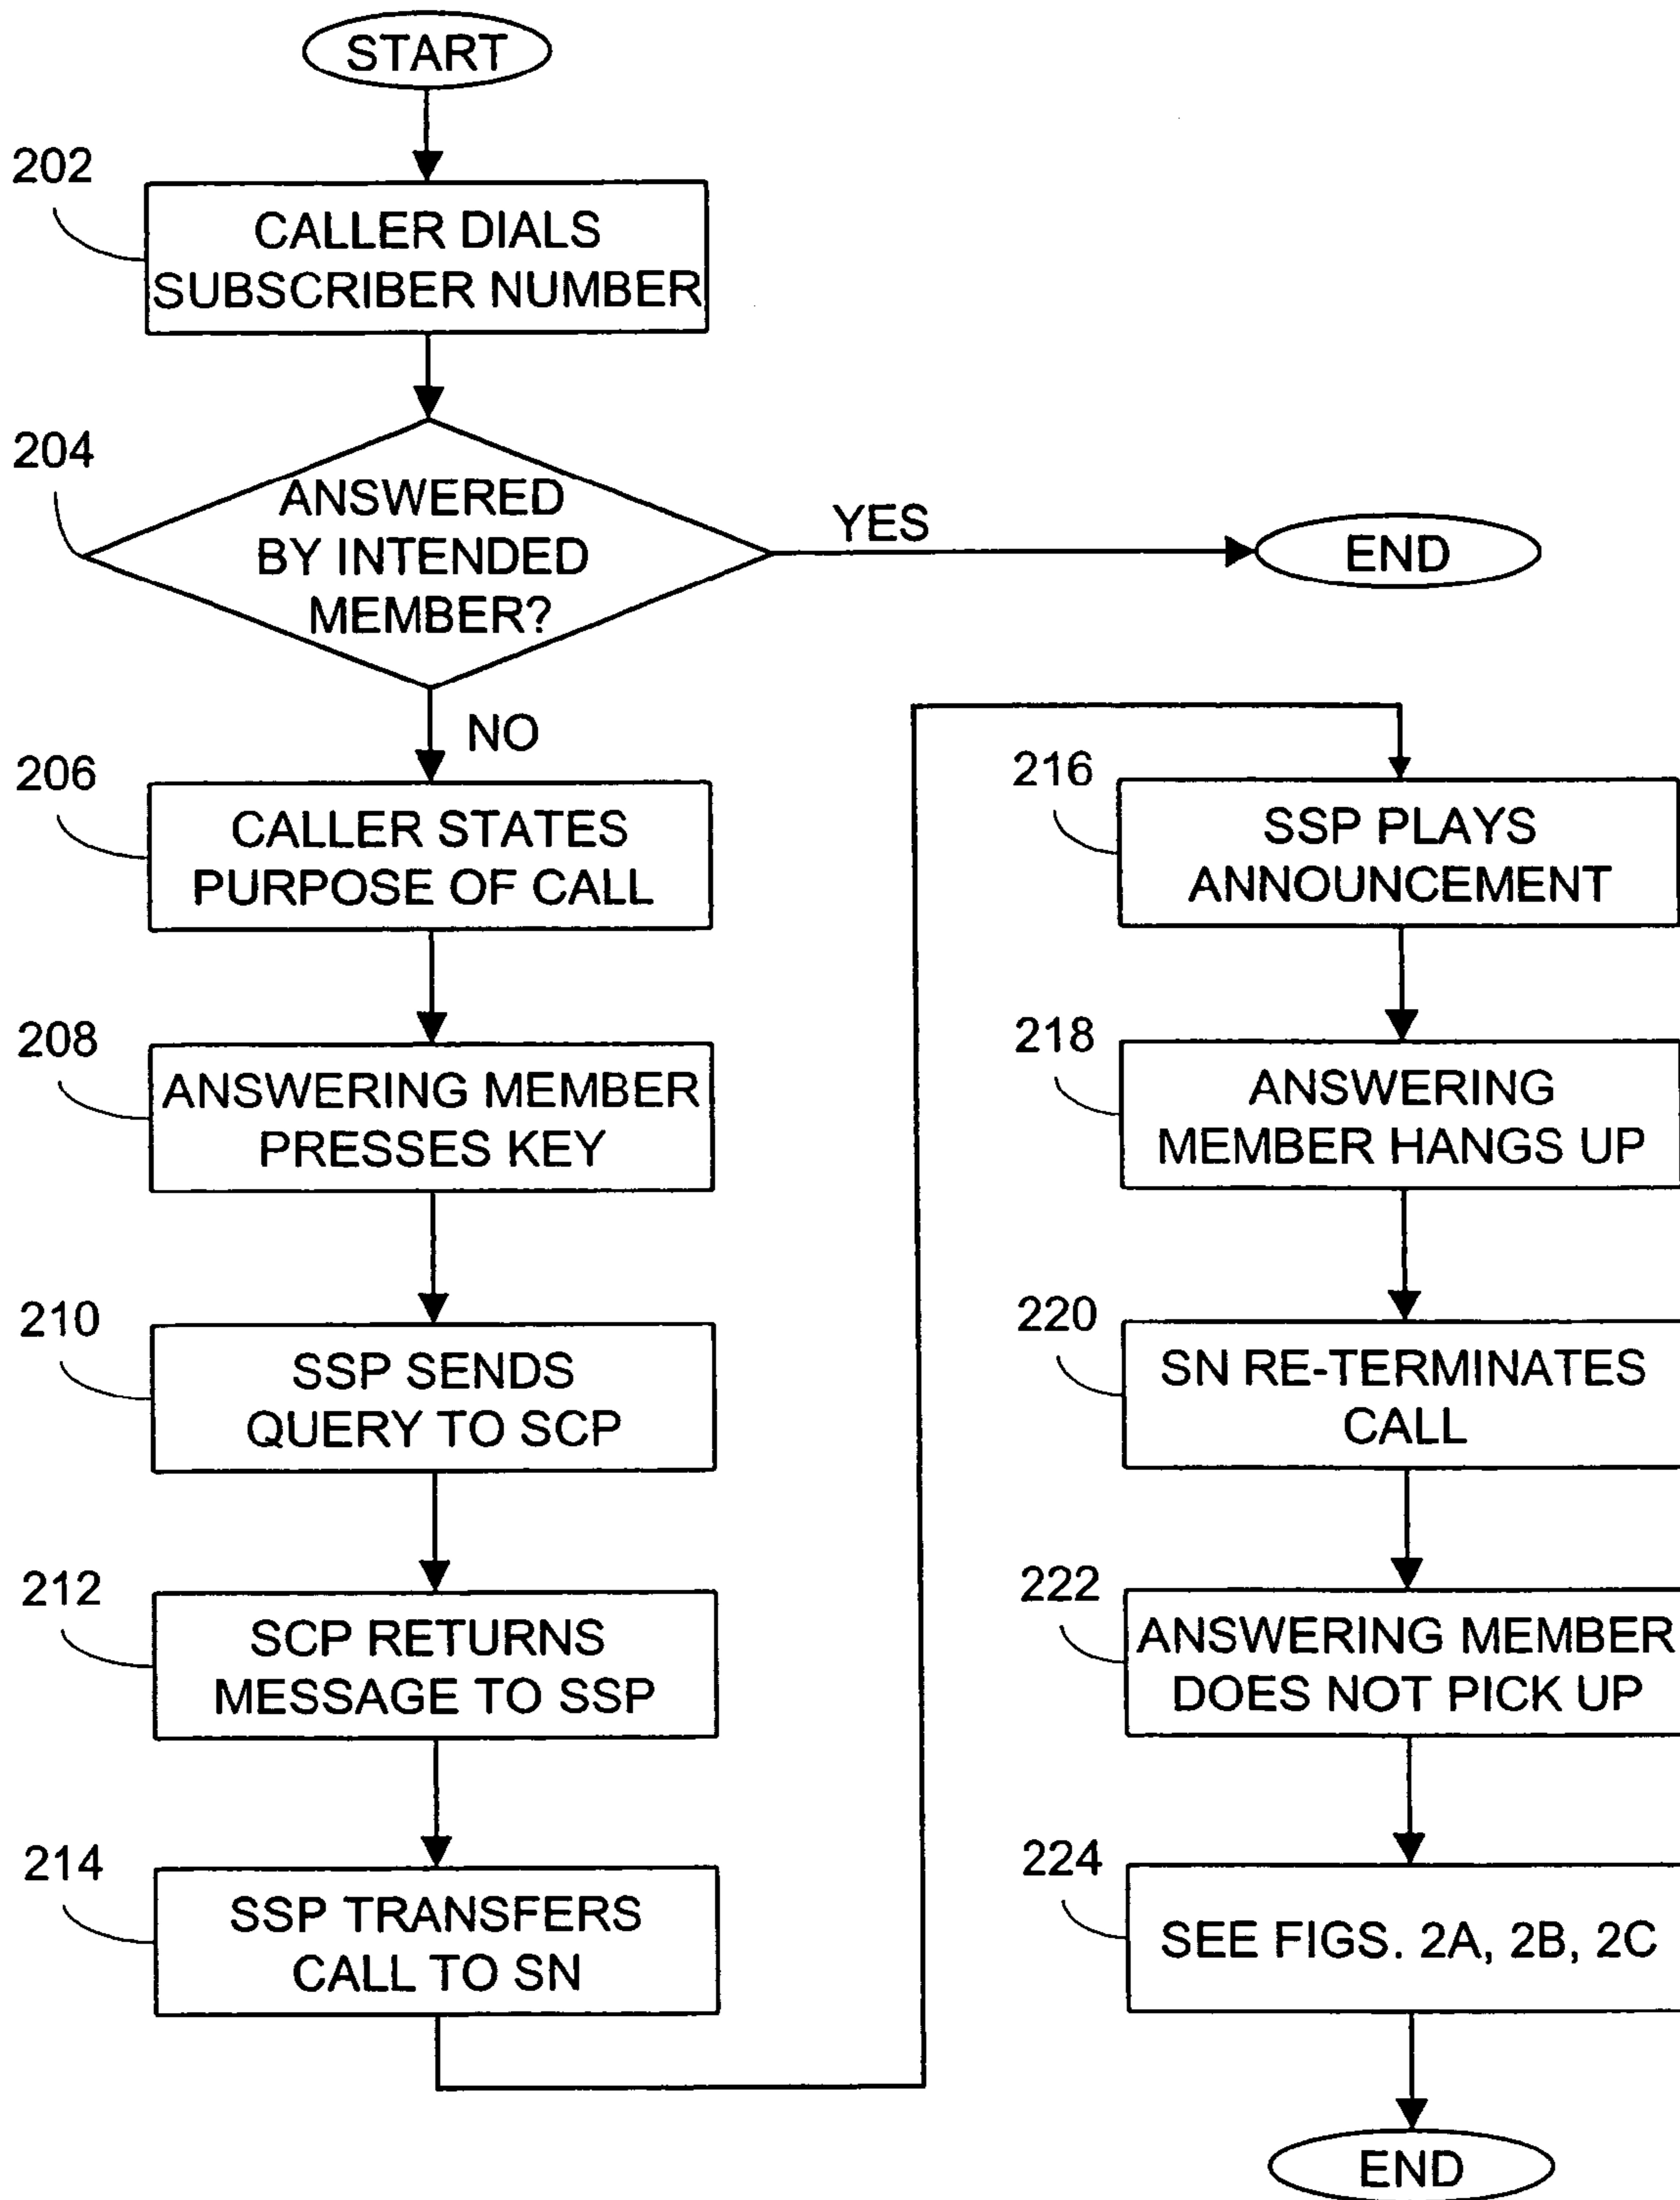 START
202
CALLER DIALS
SUBSCRIBER NUMBER
204
ANSWERED
BY INTENDED
MEMBER?
YES
END
NO
206
CALLER STATES
PURPOSE OF CALL
208
ANSWERING MEMBER
PRESSES KEY
210
SSP SENDS
QUERY TO SCP
212
SCP RETURNS
MESSAGE TO SSP
214
SSP TRANSFERS
CALL TO SN
216
SSP PLAYS
ANNOUNCEMENT
218
ANSWERING
MEMBER HANGS UP
220
SN RE-TERMINATES
CALL
222
ANSWERING MEMBER
DOES NOT PICK UP
224
SEE FIGS. 2A, 2B, 2C
END